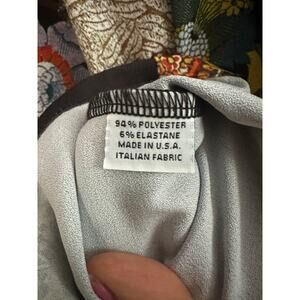 94% POLYESTER
6% ELASTANE
MADE IN U.S.A.
ITALIAN FABRIC